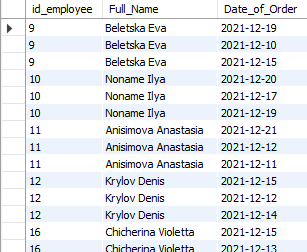 id_employee Full_Name Date_of_Order
9 Beletska Eva 2021-12-19
9 Beletska Eva 2021-12-10
9 Beletska Eva 2021-12-15
10 Noname Ilya 2021-12-20
10 Noname Ilya 2021-12-17
10 Noname Ilya 2021-12-19
11 Anisimova Anastasia 2021-12-21
11 Anisimova Anastasia 2021-12-12
11 Anisimova Anastasia 2021-12-11
12 Krylov Denis 2021-12-15
12 Krylov Denis 2021-12-12
12 Krylov Denis 2021-12-14
16 Chicherina Violetta 2021-12-15
16 Chicherina Violetta 2021-12-13